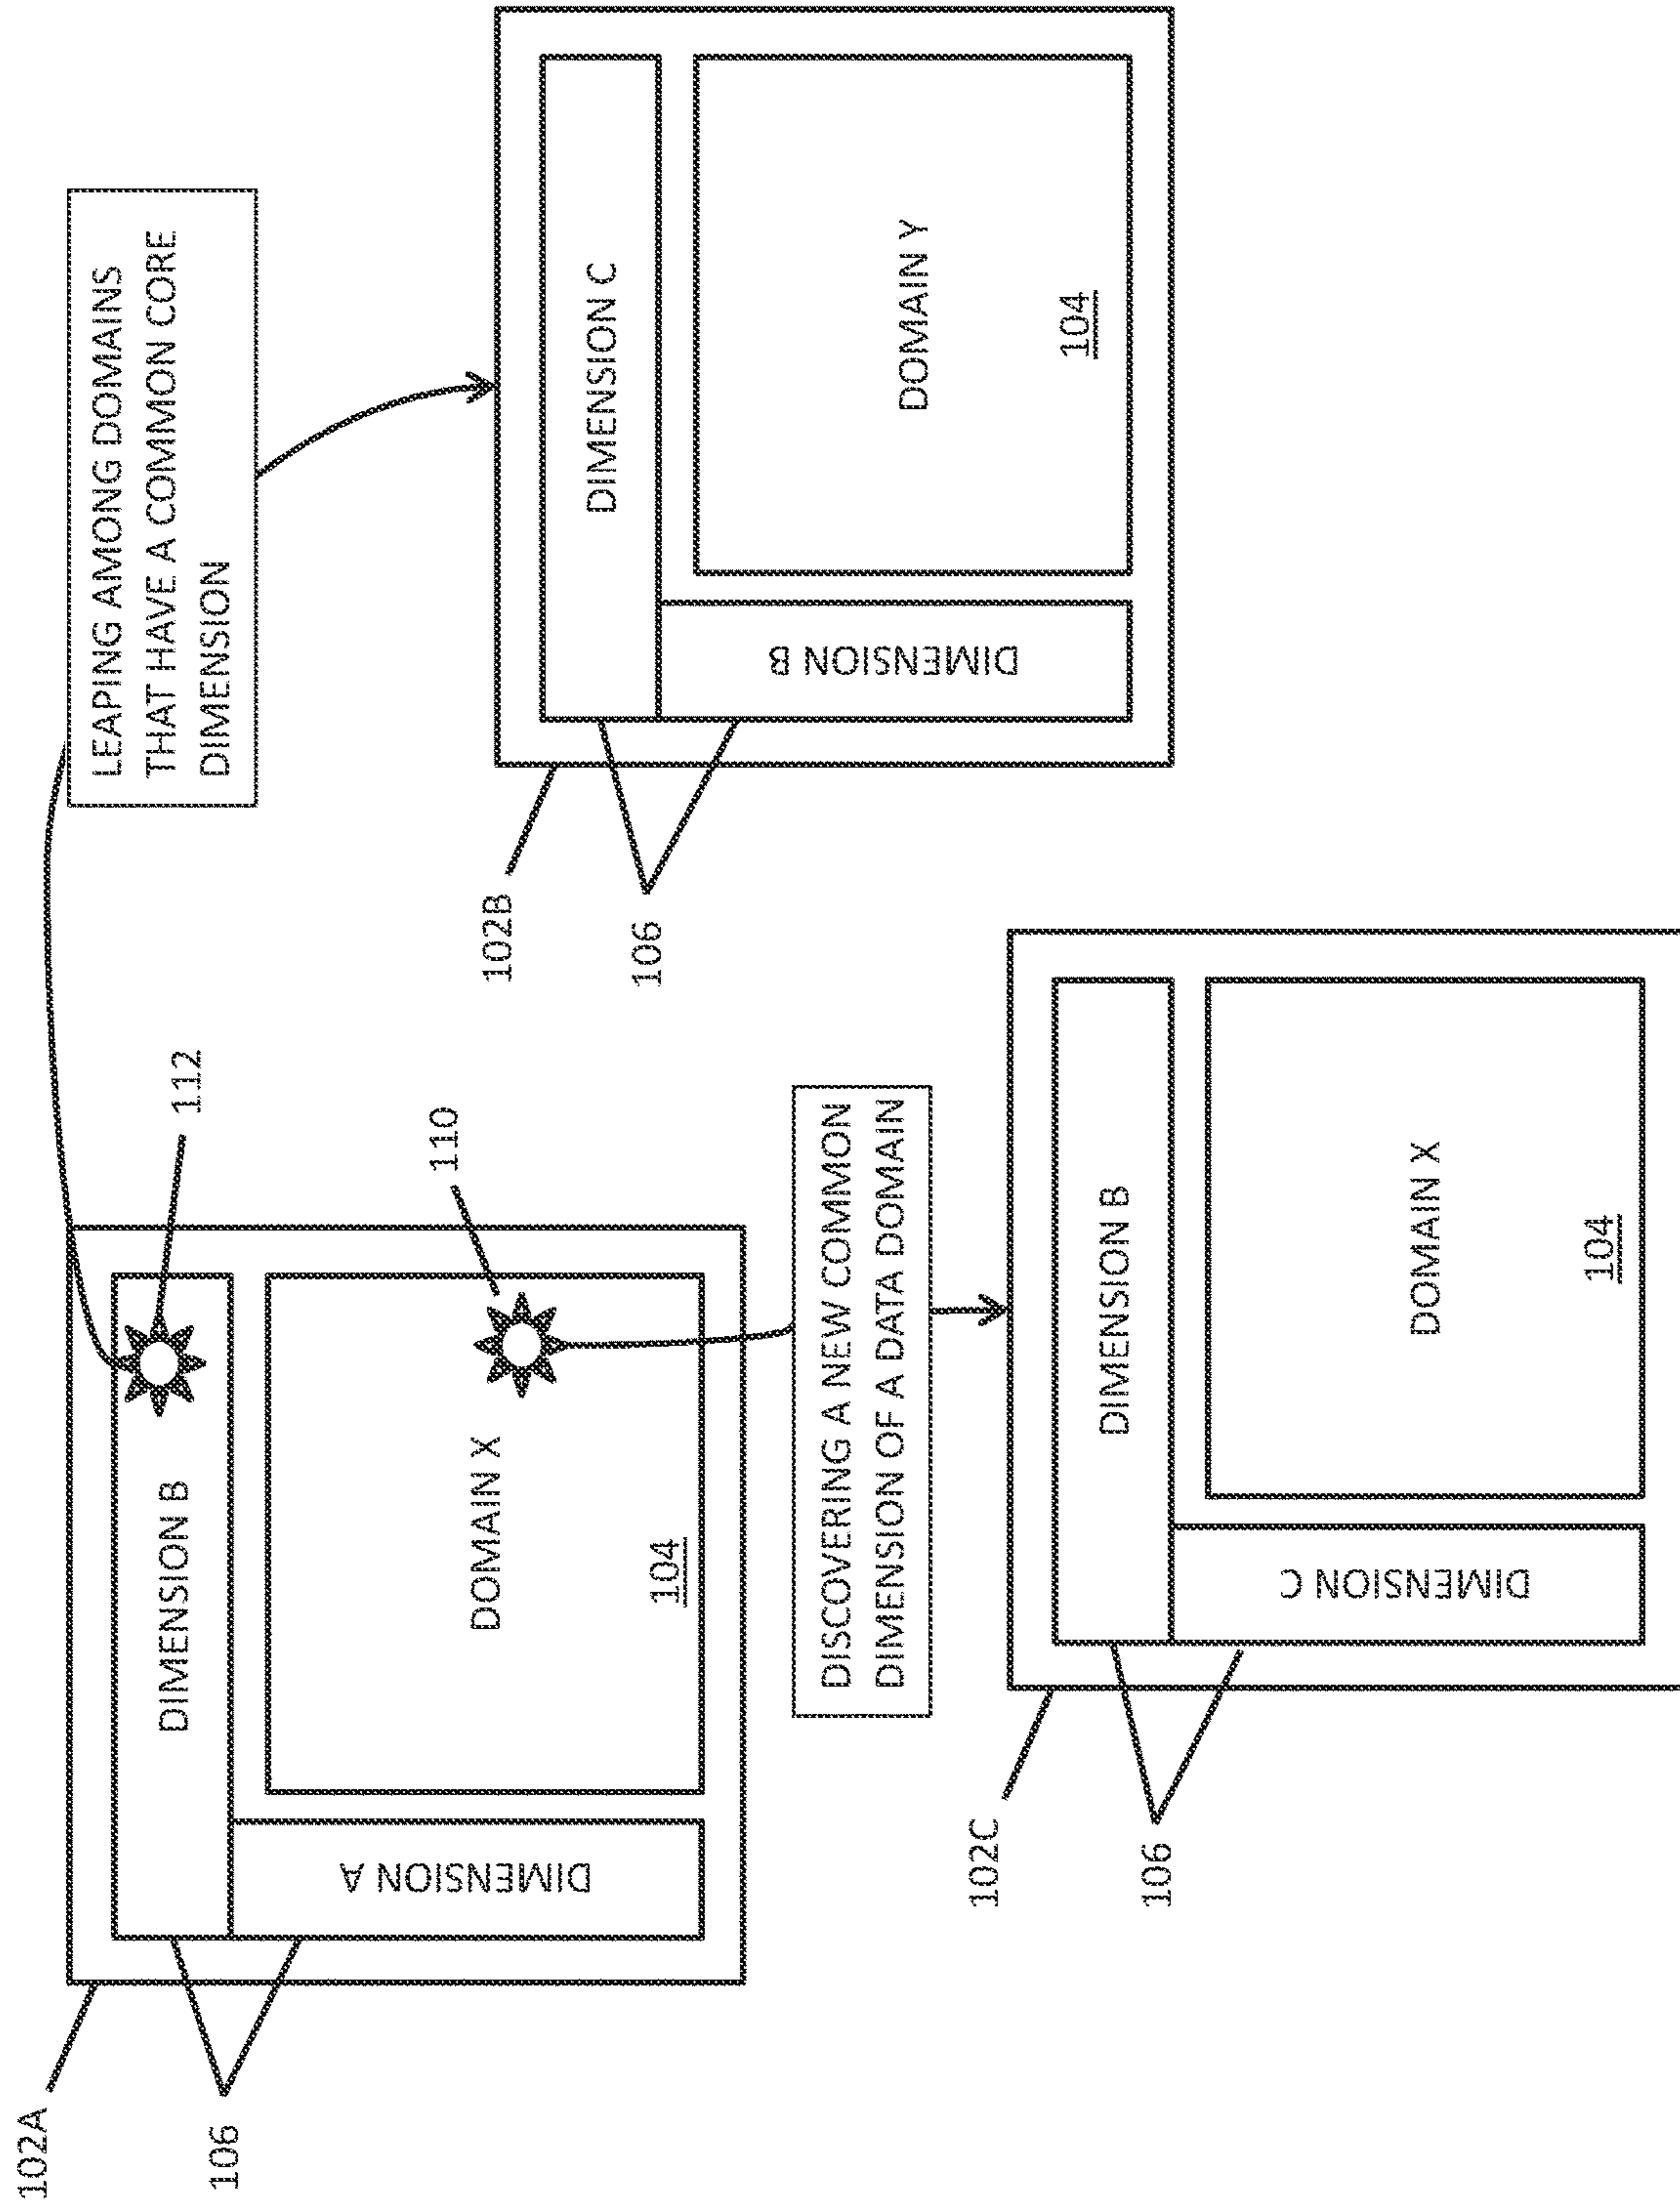 102A
106
DIMENSION B
112
DIMENSION A
DOMAIN X
110
104
LEAPING AMONG DOMAINS
THAT HAVE A COMMON CORE
DIMENSION
102B
106
DIMENSION C
DIMENSION B
DOMAIN Y
104
DISCOVERING A NEW COMMON
DIMENSION OF A DATA DOMAIN
102C
106
DIMENSION B
DIMENSION C
DOMAIN X
104